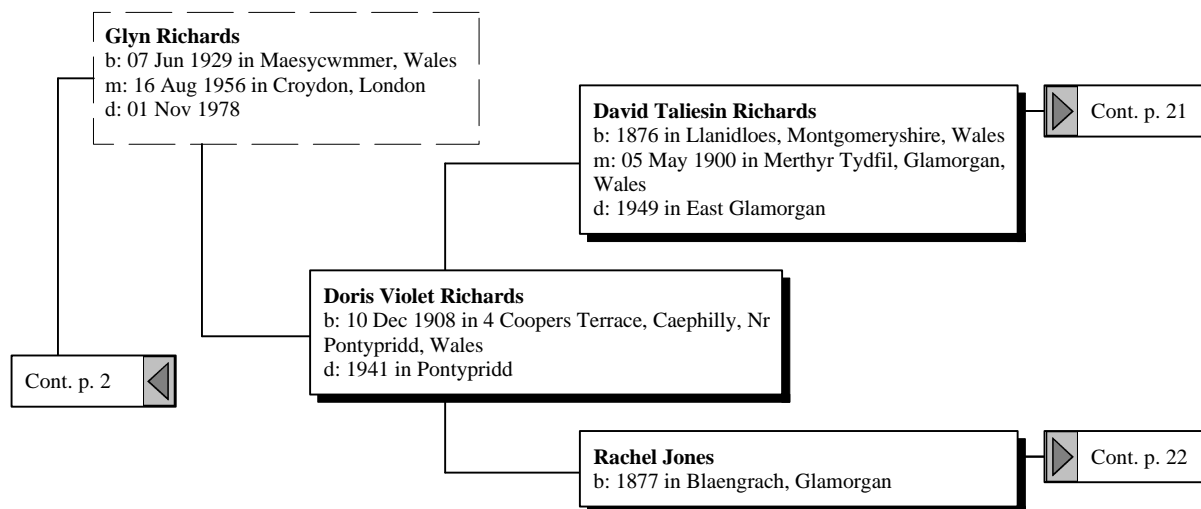 Glyn Richards
b: 07 Jun 1929 in Maesycwmmer, Wales
m: 16 Aug 1956 in Croydon, London
d: 01 Nov 1978
David Taliesin Richards
b: 1876 in Llanidloes, Montgomeryshire, Wales
m: 05 May 1900 in Merthyr Tydfil, Glamorgan,
Wales
d: 1949 in East Glamorgan
Cont. p. 21
Doris Violet Richards
b: 10 Dec 1908 in 4 Coopers Terrace, Caephilly, Nr
Pontypridd, Wales
d: 1941 in Pontypridd
Cont. p. 2
Rachel Jones
b: 1877 in Blaengrach, Glamorgan
Cont. p. 22